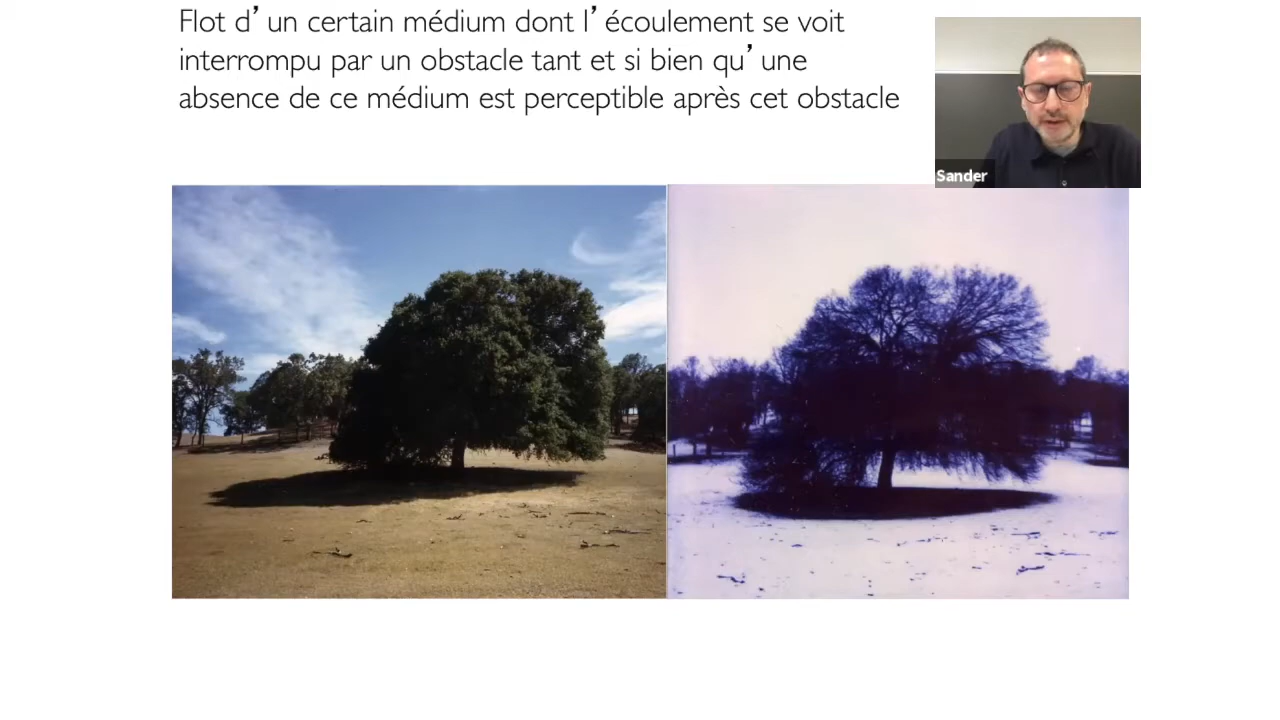 Flot d’un certain médium dont l’écoulement se voit
interrompu par un obstacle tant et si bien qu’une
absence de ce médium est perceptible après cet obstacle
Sander